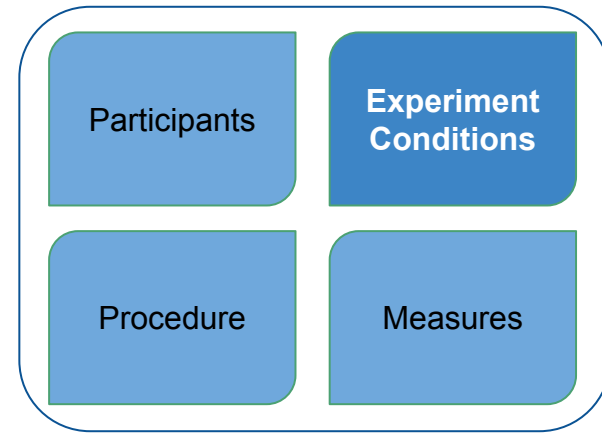 Participants
Experiment
Conditions
Procedure
Measures